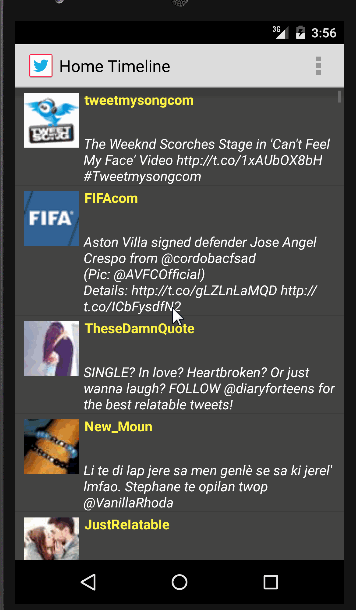 3G 3:56
Home Timeline
TWEET
SONG
tweetmysongcom
The Weeknd Scorches Stage in 'Can't Feel
My Face' Video http://t.co/1xAUbOX8bH
#Tweetmysongcom
FIFA
FIFAcom
Aston Villa signed defender Jose Angel
Crespo from @cordobacfsad
(Pic: @AVFCOfficial)
Details: http://t.co/gLZLnLaMQD http://
t.co/ICbFysdfN2
TheseDamnQuote
SINGLE? In love? Heartbroken? Or just
wanna laugh? FOLLOW @diaryforteens for
the best relatable tweets!
New_Moun
Li te di lap jere sa men genlè se sa ki jerel'
lmfao. Stephane te opilan twop
@VanillaRhoda
JustRelatable